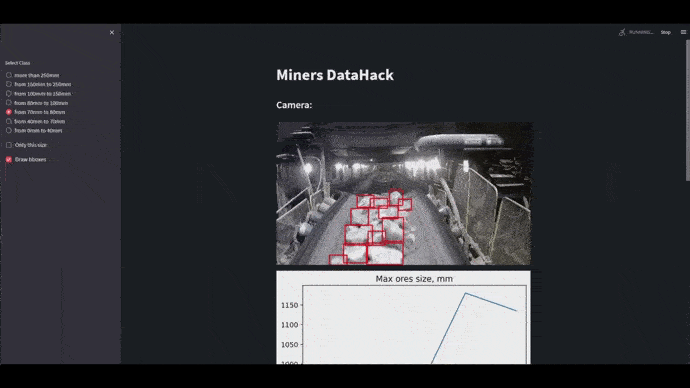 RUNNING...
Stop
Select Class
more than 250mm
from 150mm to 250mm
from 100mm to 150mm
from 80mm to 100mm
from 70mm to 80mm
from 40mm to 70mm
from 0mm to 40mm
Only this size
Draw bboxes
Miners DataHack
Camera:
Max ores size, mm
1150
1100
1050
1000